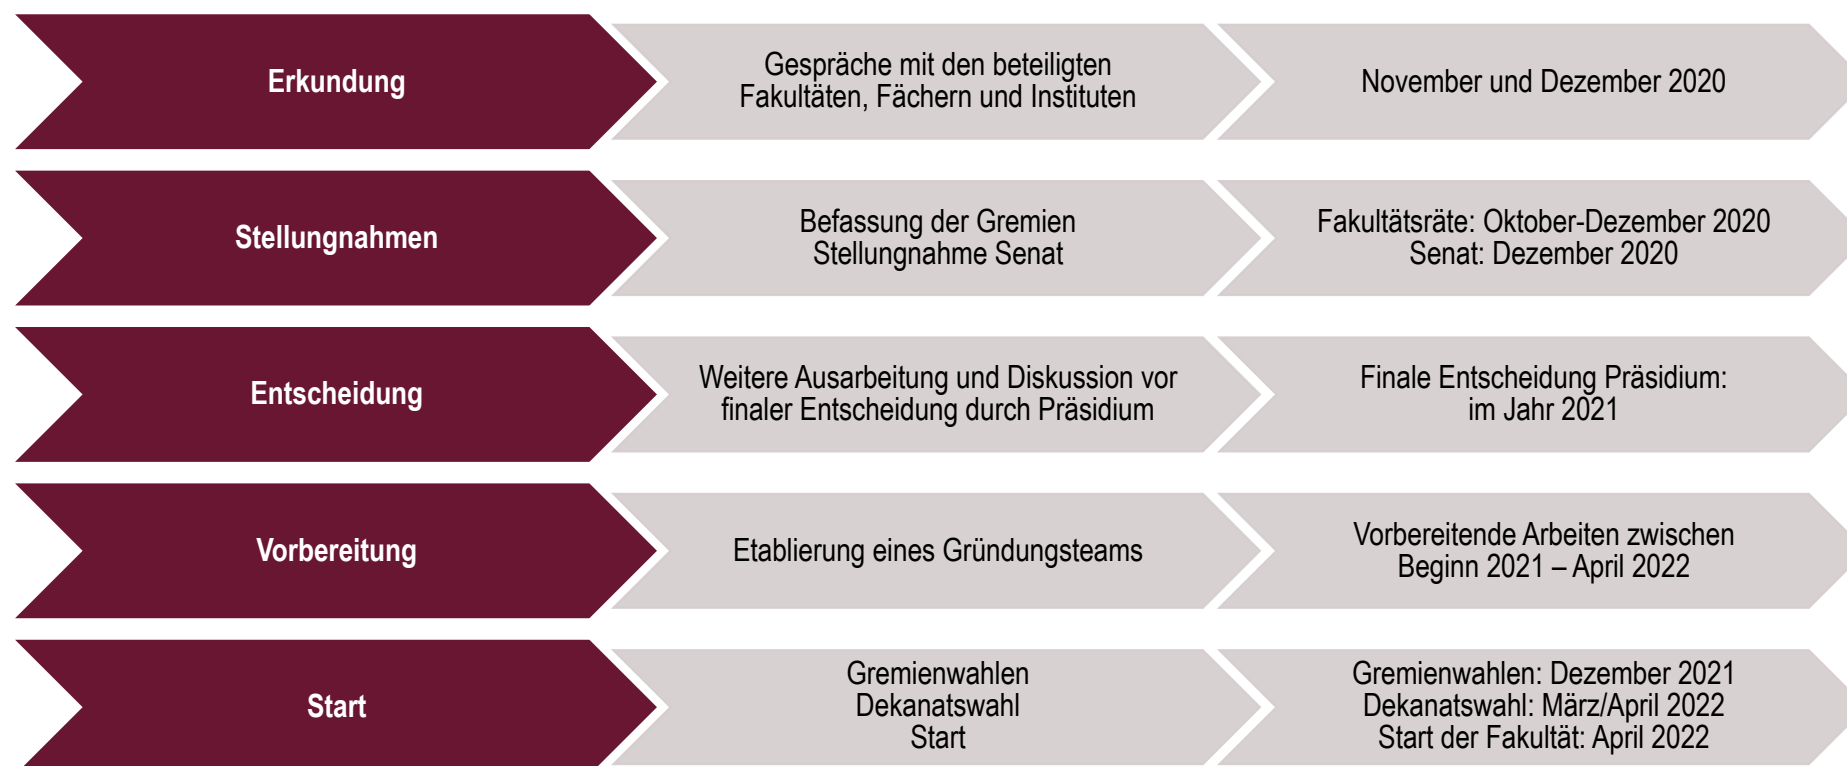 Erkundung
Gespräche mit den beteiligten
Fakultäten, Fächern und Instituten
November und Dezember 2020
Stellungnahmen
Befassung der Gremien
Stellungnahme Senat
Fakultätsräte: Oktober-Dezember 2020
Senat: Dezember 2020
Entscheidung
Weitere Ausarbeitung und Diskussion vor
finaler Entscheidung durch Präsidium
Finale Entscheidung Präsidium:
im Jahr 2021
Vorbereitung
Etablierung eines Gründungsteams
Vorbereitende Arbeiten zwischen
Beginn 2021 – April 2022
Start
Gremienwahlen
Dekanatswahl
Start
Gremienwahlen: Dezember 2021
Dekanatswahl: März/April 2022
Start der Fakultät: April 2022